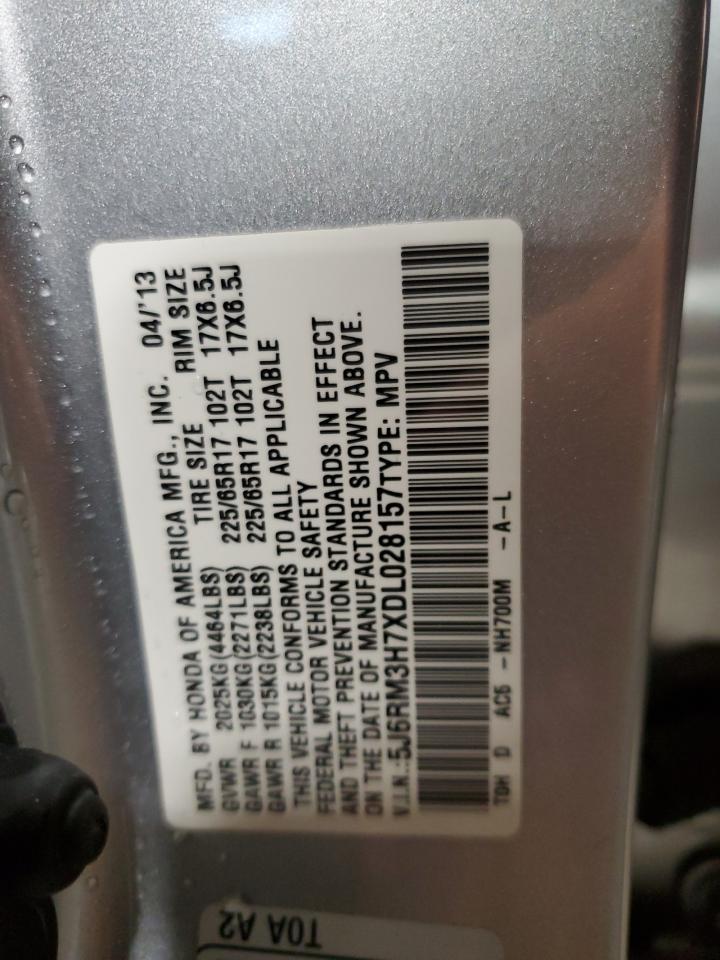 MFD. BY HONDA OF AMERICA MFG., INC. 04/'13
TIRE SIZE RIM SIZE
GVWR 2025KG(4464LBS)
GAWR F 1030KG(2271LBS) 225/65R17 102T 17X6.5J
GAWR R 1015KG(2238LBS) 225/65R17 102T 17X6.5J
THIS VEHICLE CONFORMS TO ALL APPLICABLE
FEDERAL MOTOR VEHICLE SAFETY
AND THEFT PREVENTION STANDARDS IN EFFECT
ON THE DATE OF MANUFACTURE SHOWN ABOVE.
V.I.N.:5J6RM3H7XDL028157TYPE: MPV
TOH D AC6 -NH700M -A-L
T0A A2